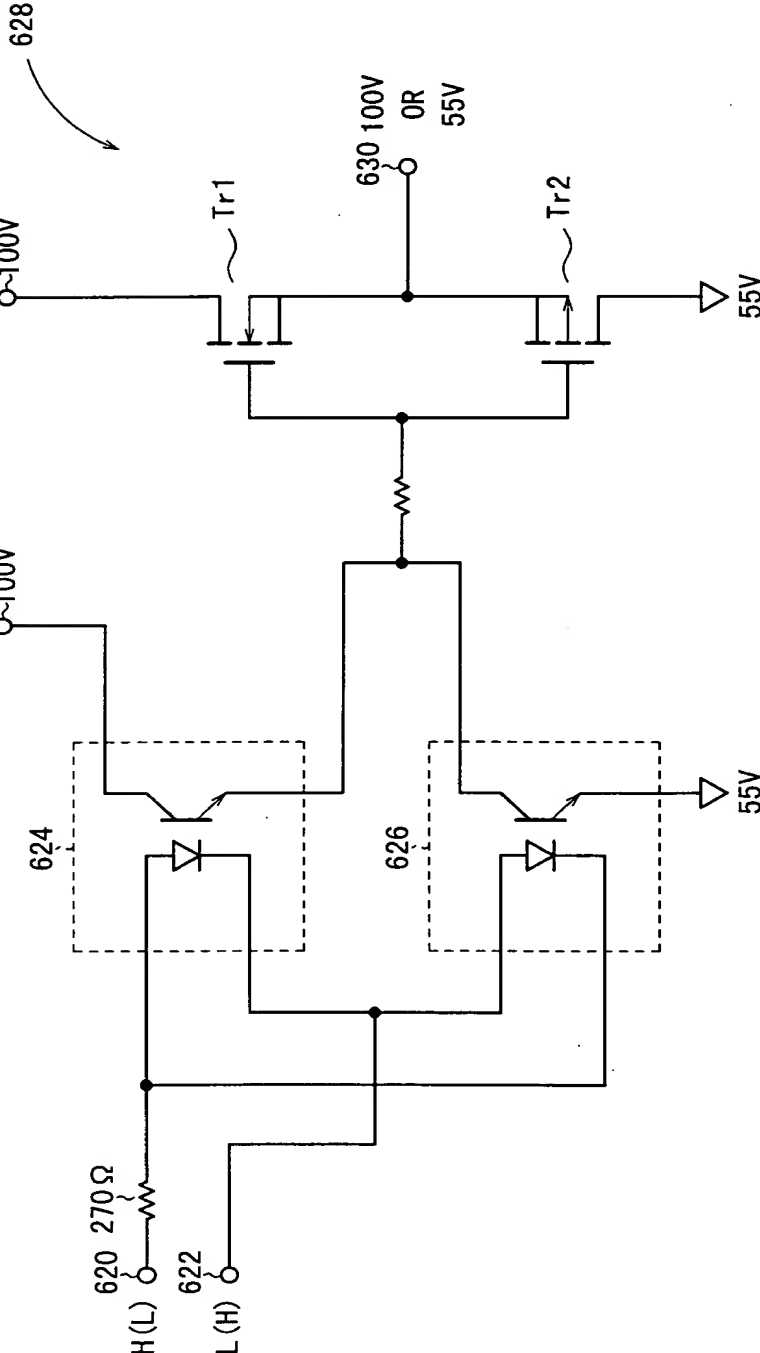 628
~100V
Tr1
630 100V
OR
55V
Tr2
55V
~100V
624
626
55V
270Ω
620
H(L)
622
L(H)